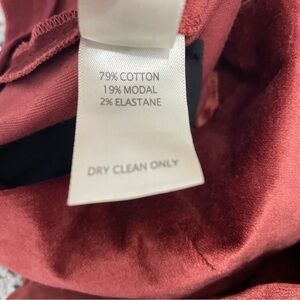 79% COTTON
19% MODAL
2% ELASTANE
DRY CLEAN ONLY